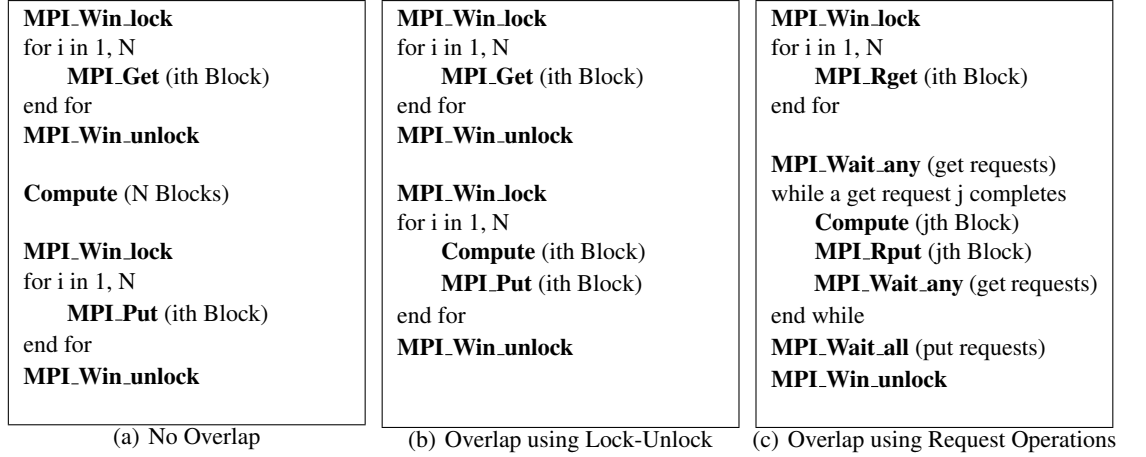 MPI_Win_lock
for i in 1, N
MPI_Get (ith Block)
end for
MPI_Win_unlock
Compute (N Blocks)
MPI_Win_lock
for i in 1, N
MPI_Put (ith Block)
end for
MPI_Win_unlock
(a) No Overlap
MPI_Win_lock
for i in 1, N
MPI_Get (ith Block)
end for
MPI_Win_unlock
MPI_Win_lock
for i in 1, N
Compute (ith Block)
MPI_Put (ith Block)
end for
MPI_Win_unlock
(b) Overlap using Lock-Unlock
MPI_Win_lock
for i in 1, N
MPI_Rget (ith Block)
end for
MPI_Wait_any (get requests)
while a get request j completes
Compute (jth Block)
MPI_Rput (jth Block)
MPI_Wait_any (get requests)
end while
MPI_Wait_all (put requests)
MPI_Win_unlock
(c) Overlap using Request Operations